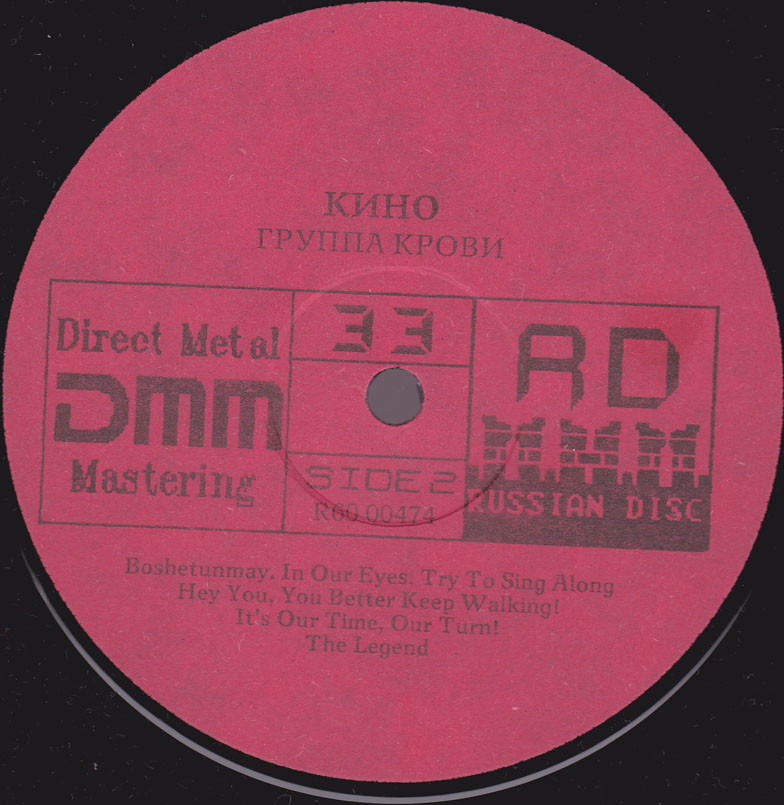 КИНО
ГРУППА КРОВИ
Direct Metal
DMM
Mastering
33
SIDE 2
R60 00474
RD
RUSSIAN DISC
Boshetunmay. In Our Eyes. Try To Sing Along
Hey You, You Better Keep Walking!
It's Our Time, Our Turn!
The Legend